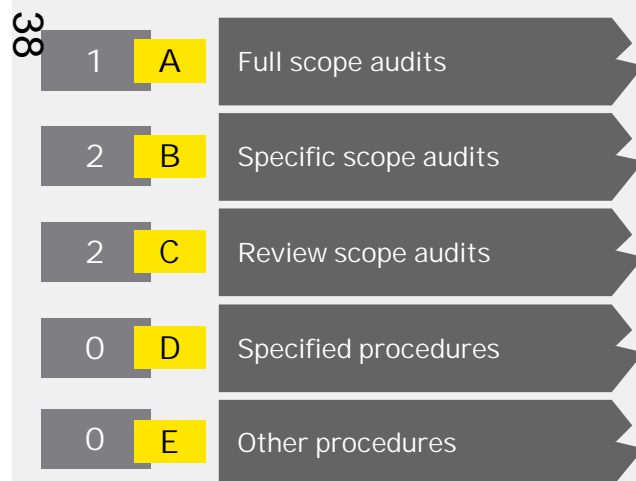 38
1 A Full scope audits
2 B Specific scope audits
2 C Review scope audits
0 D Specified procedures
0 E Other procedures